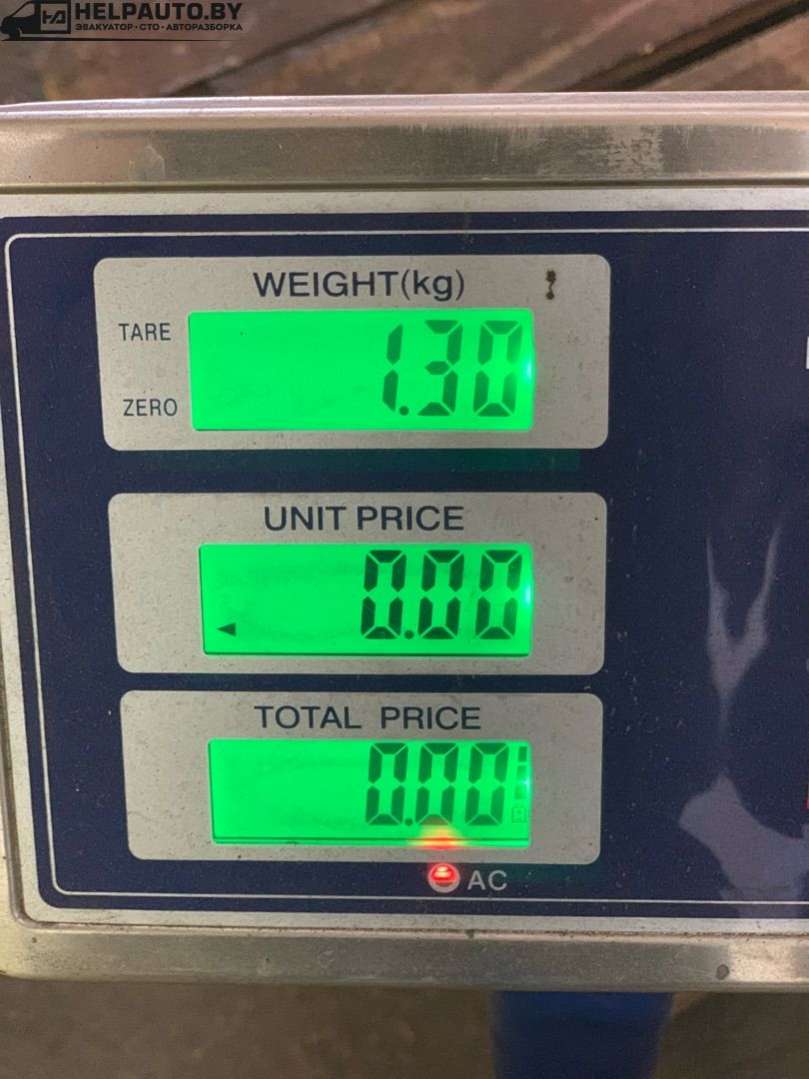 HELPAUTO.BY
ЭВАКУАТОР•СТО•АВТОРАЗБОРКА
WEIGHT(kg)
TARE
1.30
ZERO
UNIT PRICE
0.00
TOTAL PRICE
0.00
AC